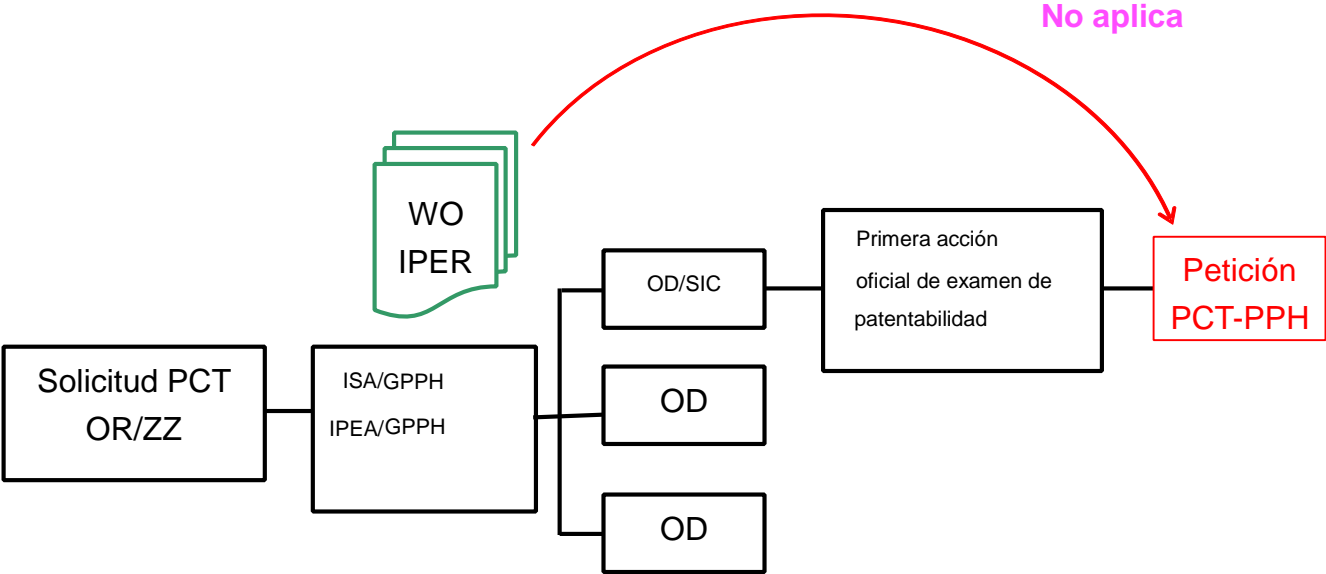 No aplica
WO
IPER
Solicitud PCT
OR/ZZ
ISA/GPPH
IPEA/GPPH
OD/SIC
OD
OD
Primera acción
oficial de examen de
patentabilidad
Petición
PCT-PPH